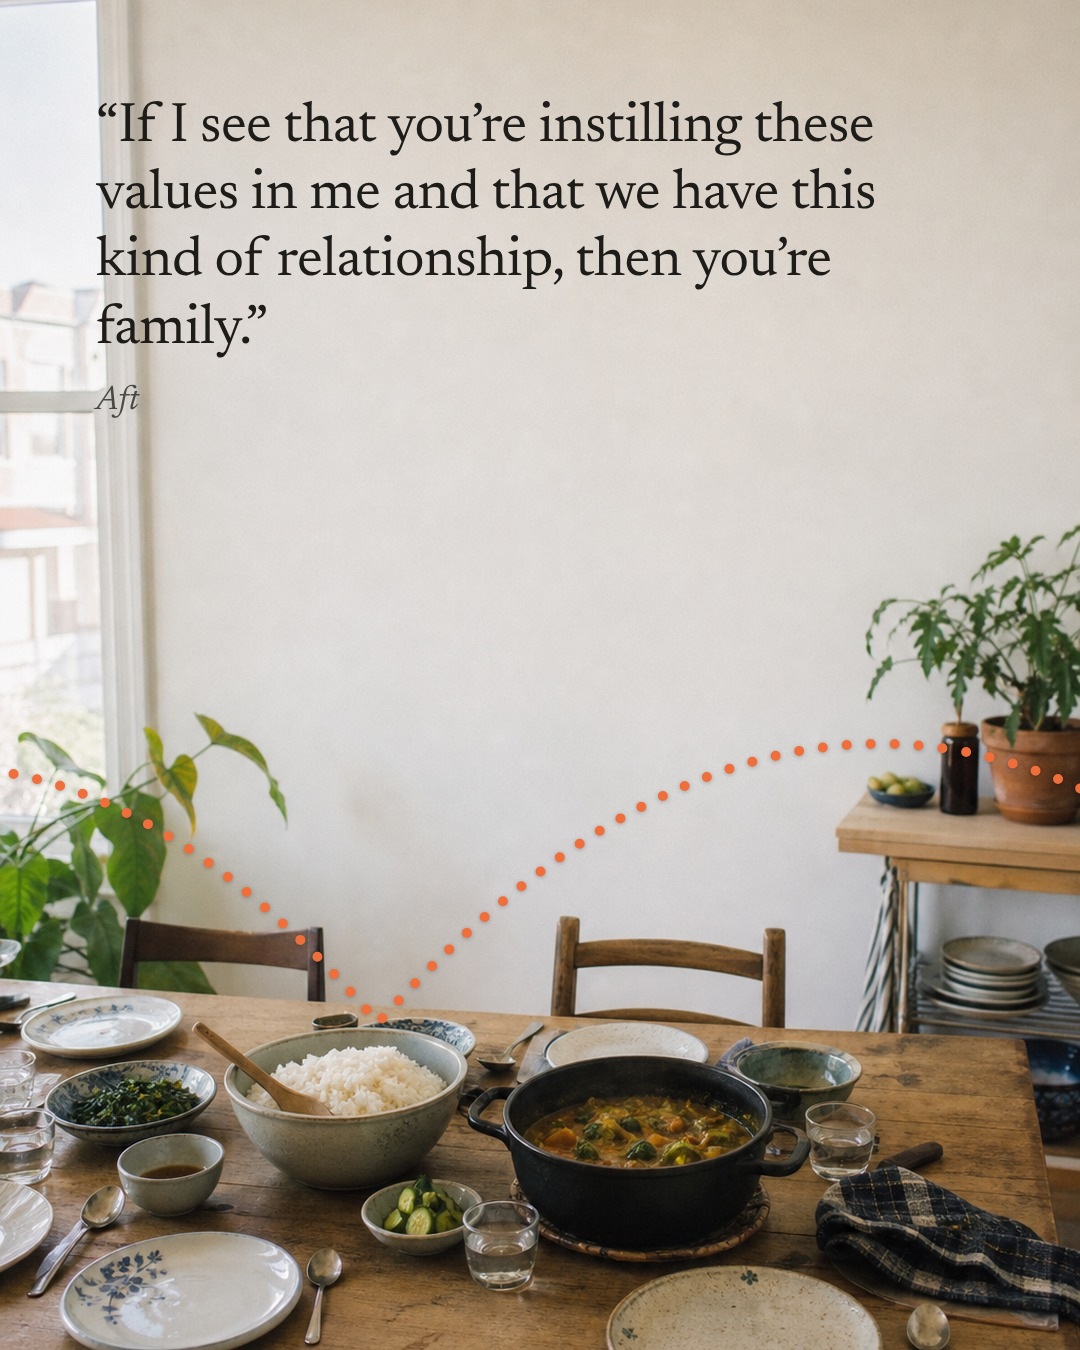 “If I see that you’re instilling these
values in me and that we have this
kind of relationship, then you’re
family.”
Aft